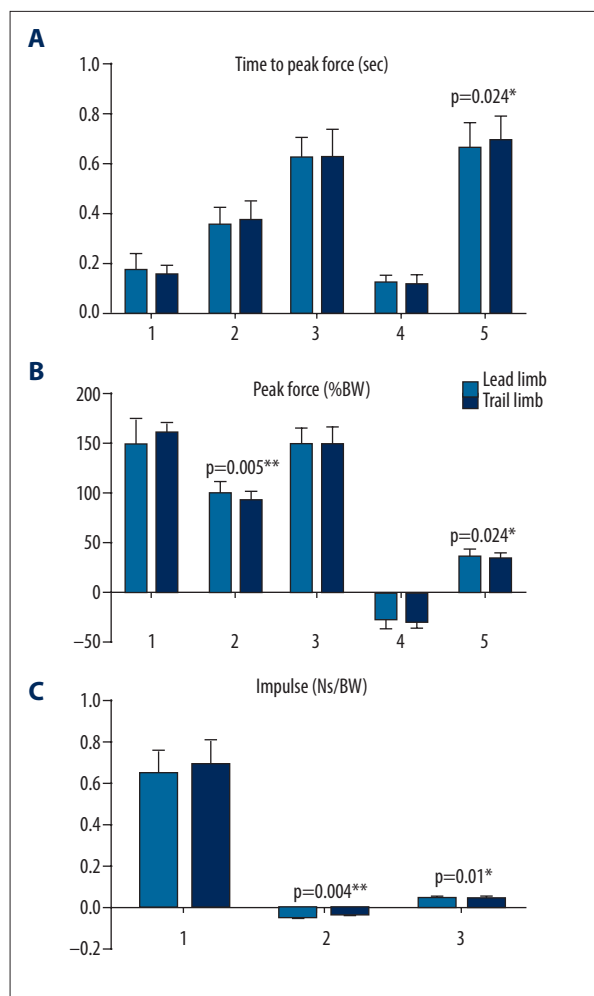 A
Time to peak force (sec)
1.0
0.8
0.6
0.4
0.2
0.0
p=0.024*
1 2 3 4 5
B
Peak force (%BW)
Lead limb
Trail limb
200
150
100
50
0
−50
p=0.005**
p=0.024*
1 2 3 4 5
C
Impulse (Ns/BW)
1.0
0.8
0.6
0.4
0.2
0.0
−0.2
p=0.004**
p=0.01*
1 2 3